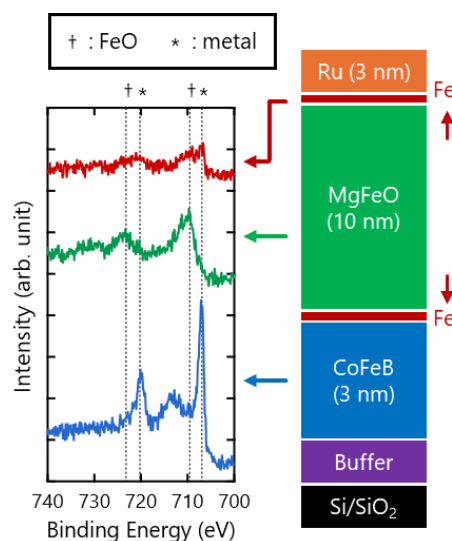 † : FeO   * : metal
† *   † *
Intensity (arb. unit)
740 730 720 710 700
Binding Energy (eV)
Ru (3 nm)
Fe
MgFeO
(10 nm)
Fe
CoFeB
(3 nm)
Buffer
Si/SiO₂